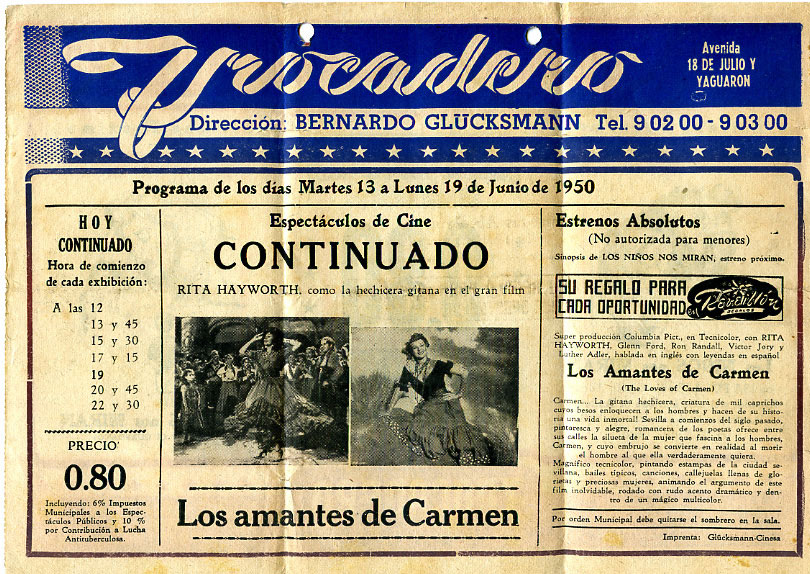 Trocadero
Avenida
18 DE JULIO Y
YAGUARON
Dirección: BERNARDO GLÜCKSMANN Tel. 9 02 00 - 9 03 00
Programa de los días Martes 13 a Lunes 19 de Junio de 1950
HOY
CONTINUADO
Hora de comienzo
de cada exhibición:
A las 12
13 y 45
15 y 30
17 y 15
19
20 y 45
22 y 30
PRECIO
0.80
Incluyendo: 6% Impuestos
Municipales a los Espec-
táculos Públicos y 10 %
por Contribución a Lucha
Antituberculosa.
Espectáculos de Cine
CONTINUADO
RITA HAYWORTH, como la hechicera gitana en el gran film
Los amantes de Carmen
Estrenos Absolutos
(No autorizada para menores)
Sinopsis de LOS NIÑOS NOS MIRAN, estreno próximo.
SU REGALO PARA
CADA OPORTUNIDAD
en Reveillón
REGALOS
Super producción Columbia Pict., en Tecnicolor, con RITA
HAYWORTH, Glenn Ford, Ron Randall, Victor Jory y
Luther Adler, hablada en inglés con leyendas en español
Los Amantes de Carmen
(The Loves of Carmen)
Carmen... La gitana hechicera, criatura de mil caprichos
cuyos besos enloquecen a los hombres y hacen de su histo-
ria una vida inmortal! Sevilla a comienzos del siglo pasado,
pintoresca y alegre, romancera de los poetas ofrece entre
sus calles la silueta de la mujer que fascina a los hombres,
Carmen, y cuyo embrujo se convierte en realidad al morir
el hombre al que ella verdaderamente quiera.
Magnífico tecnicolor, pintando estampas de la ciudad se-
villana, bailes típicos, canciones, callejuelas llenas de glo-
rietas y preciosas mujeres, animando el argumento de este
film inolvidable, rodado con rudo acento dramático y den-
tro de un mágico multicolor.
Por orden Municipal debe quitarse el sombrero en la sala.
Imprenta: Glücksmann-Cinesa